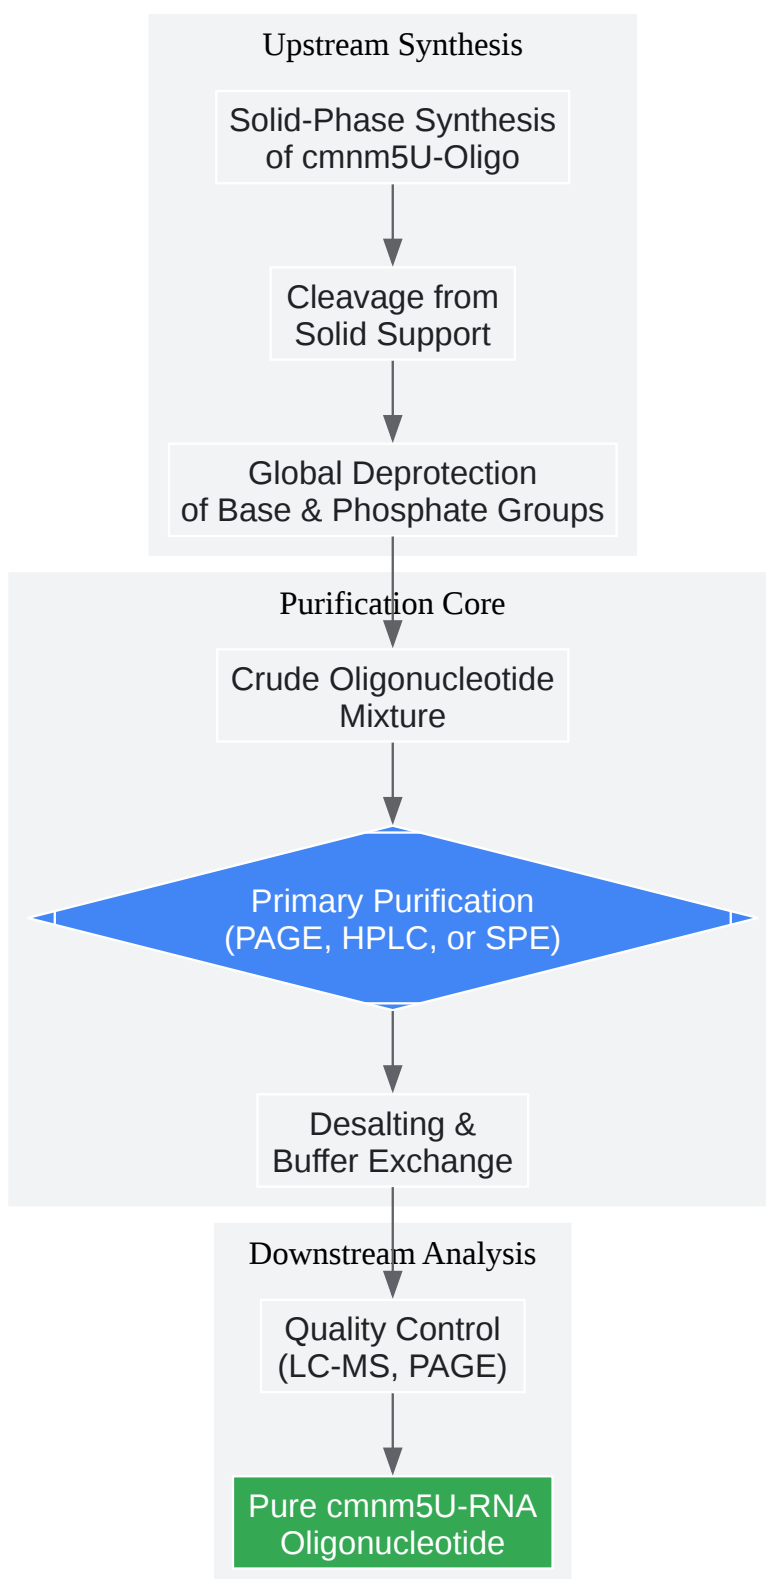 Upstream Synthesis
Solid-Phase Synthesis
of cmnm5U-Oligo
Cleavage from
Solid Support
Global Deprotection
of Base & Phosphate Groups
Purification Core
Crude Oligonucleotide
Mixture
Primary Purification
(PAGE, HPLC, or SPE)
Desalting &
Buffer Exchange
Downstream Analysis
Quality Control
(LC-MS, PAGE)
Pure cmnm5U-RNA
Oligonucleotide